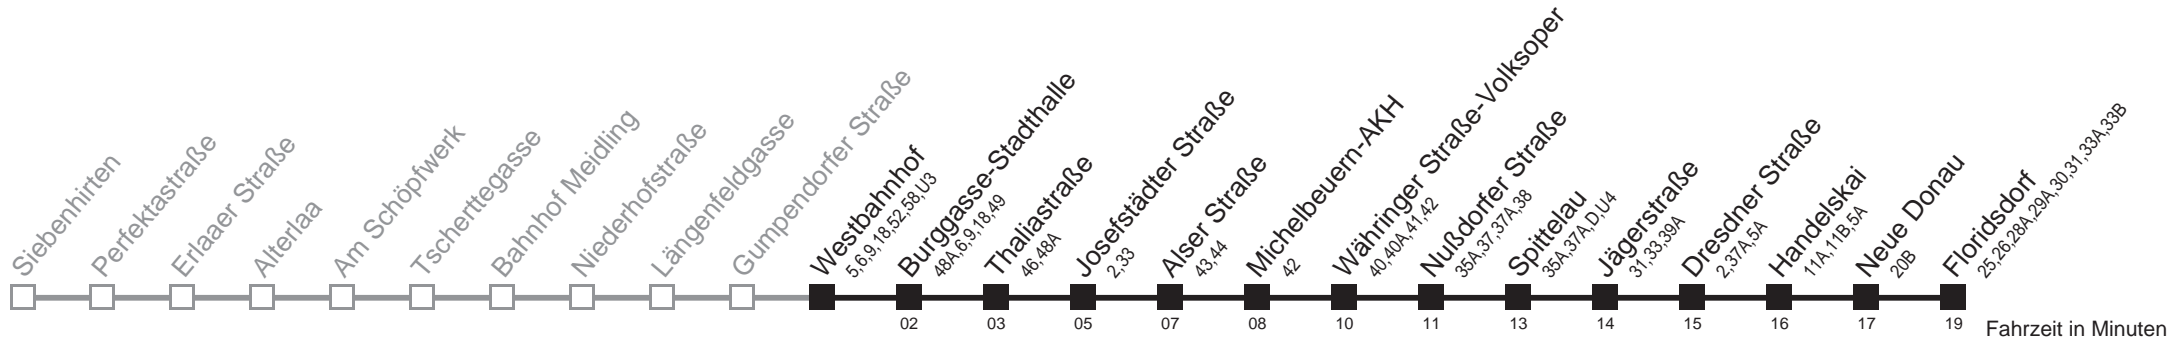 Siebenhirten
Perfektastraße
Erlaaer Straße
Alterlaa
Am Schöpfwerk
Tscherttegasse
Bahnhof Meidling
Niederhofstraße
Längenfeldgasse
Gumpendorfer Straße
Westbahnhof
5,6,9,18,52,58,U3
Burggasse-Stadthalle
48A,6,9,18,49
Thaliastraße
46,48A
Josefstädter Straße
2,33
Alser Straße
43,44
Michelbeuern-AKH
42
Währinger Straße-Volksoper
40,40A,41,42
Nußdorfer Straße
35A,37,37A,38
Spittelau
35A,37A,D,U4
Jägerstraße
31,33,39A
Dresdner Straße
2,37A,5A
Handelskai
11A,11B,5A
Neue Donau
20B
Floridsdorf
25,26,28A,29A,30,31,33A,33B
02 03 05 07 08 10 11 13 14 15 16 17 19 Fahrzeit in Minuten